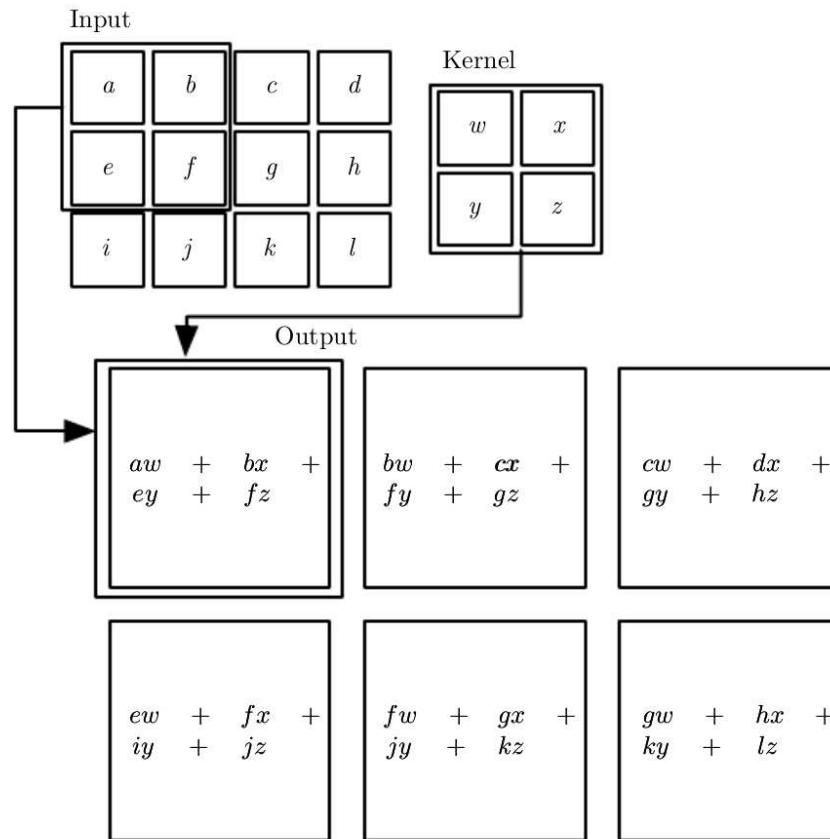 Input
a b c d
e f g h
i j k l
Kernel
w x
y z
Output
aw + bx +
ey + fz
bw + cx +
fy + gz
cw + dx +
gy + hz
ew + fx +
iy + jz
fw + gx +
jy + kz
gw + hx +
ky + lz